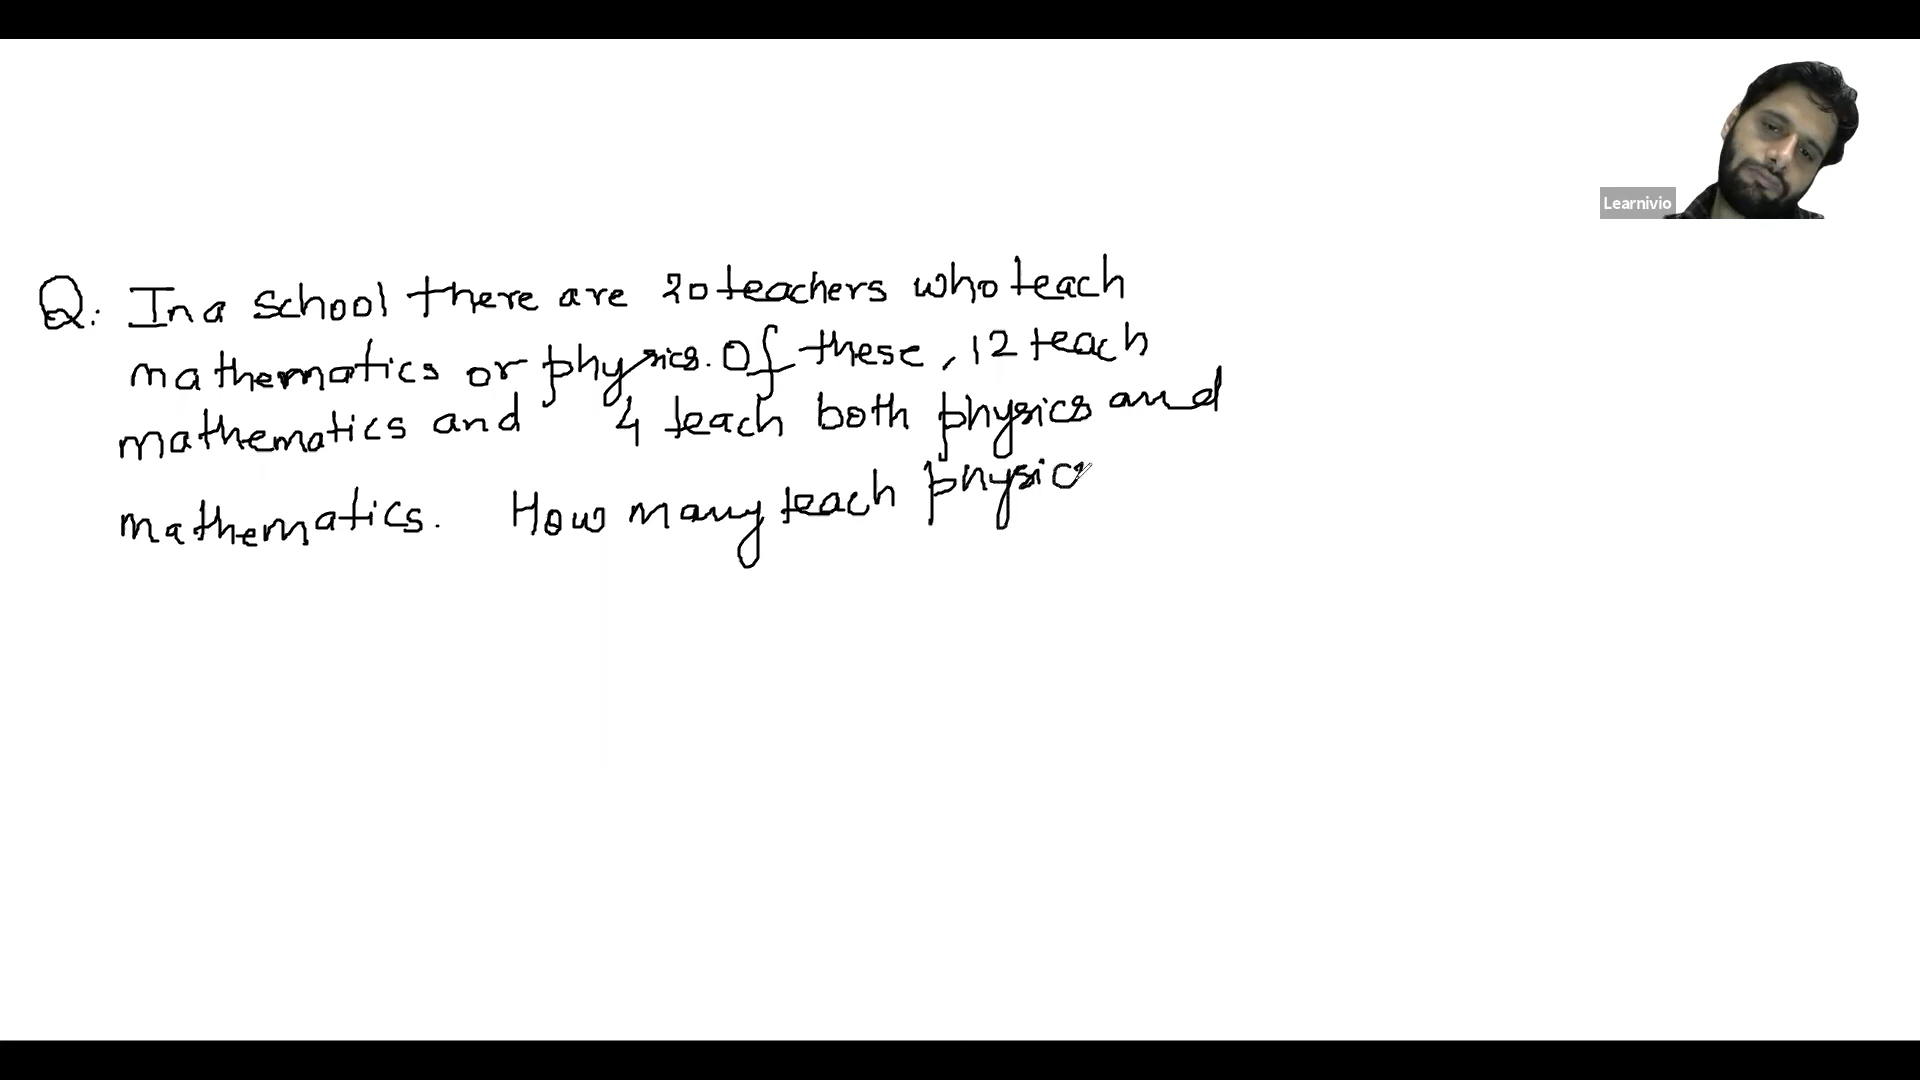 Learnivio
Q. In a school there are 20 teachers who teach
mathematics or physics. Of these, 12 teach
mathematics and 4 teach both physics and
mathematics. How many teach physic